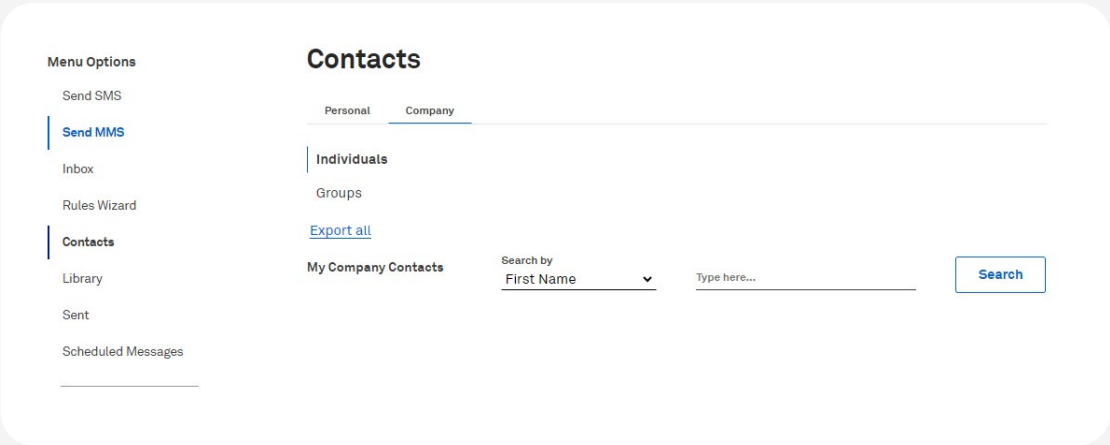 Menu Options
Send SMS
Send MMS
Inbox
Rules Wizard
Contacts
Library
Sent
Scheduled Messages
Contacts
Personal Company
Individuals
Groups
Export all
My Company Contacts
Search by
First Name
Type here...
Search